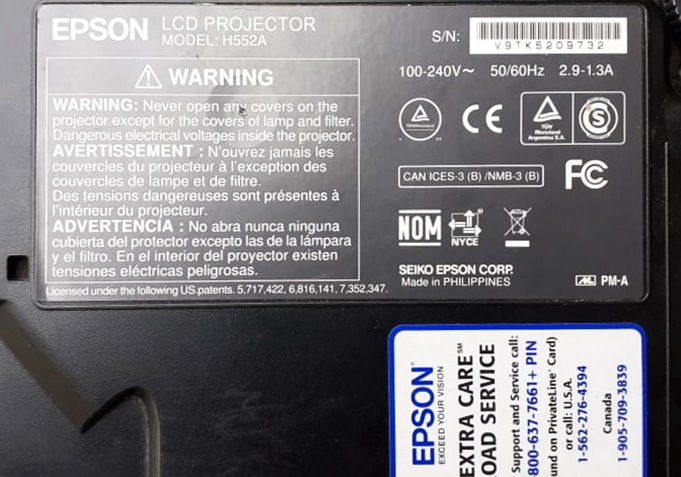 EPSON LCD PROJECTOR
MODEL: H552A
S/N:
V9TK5209732
100-240V~ 50/60Hz 2.9-1.3A
WARNING
WARNING: Never open any covers on the
projector except for the covers of lamp and filter.
Dangerous electrical voltages inside the projector.
AVERTISSEMENT : N'ouvrez jamais les
couvercles du projecteur à l'exception des
couvercles de lampe et de filtre.
Des tensions dangereuses sont présentes à
l'intérieur du projecteur.
ADVERTENCIA : No abra nunca ninguna
cubierta del protector excepto las de la lámpara
y el filtro. En el interior del proyector existen
tensiones eléctricas peligrosas.
Licensed under the following US.patents. 5,717,422, 6,816,141, 7,352,347.
CE
TÜV
Rheinland
Argentina S.A.
S
CAN ICES-3 (B) /NMB-3 (B)
FC
NOM
NYCE
SEIKO EPSON CORP.
Made in PHILIPPINES
PM-A
EPSON
EXCEED YOUR VISION
EXTRA CARE℠
OAD SERVICE
Support and Service call:
800-637-7661+ PIN
und on PrivateLine Card)
or call: U.S.A.
1-562-276-4394
Canada
1-905-709-3839